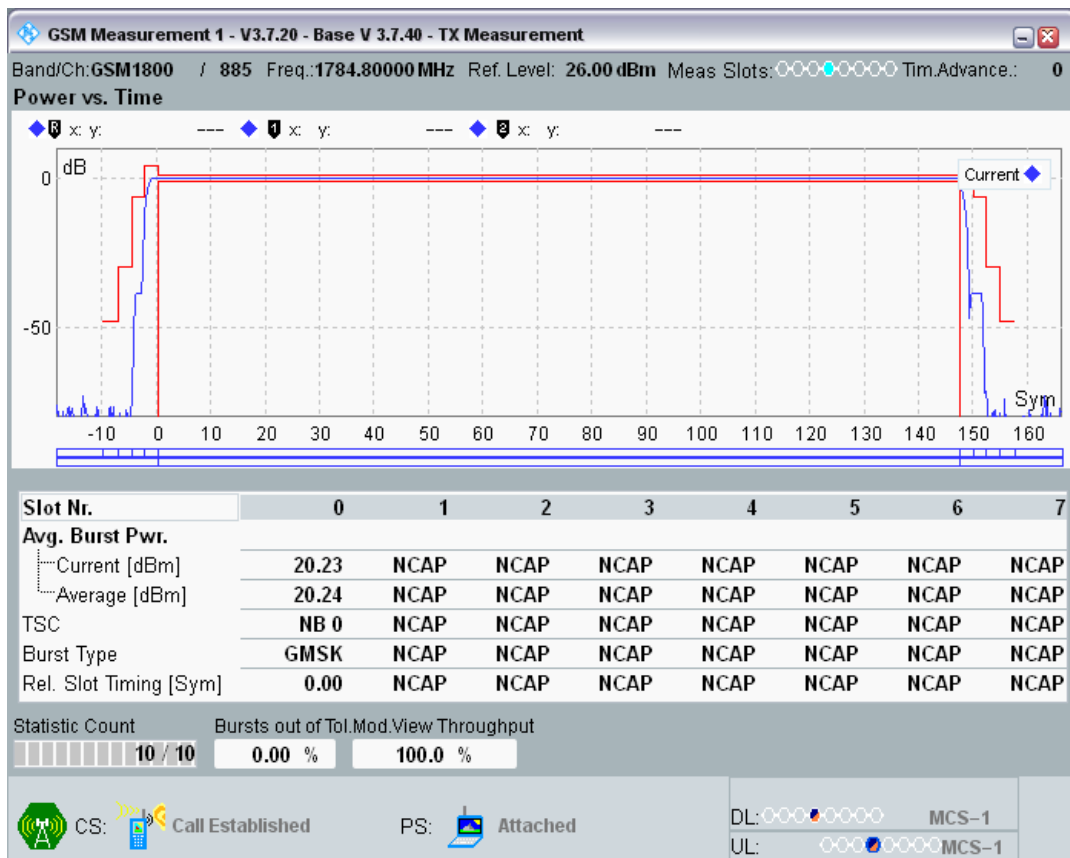 GSM Measurement 1 - V3.7.20 - Base V 3.7.40 - TX Measurement
Band/Ch:GSM1800 / 885 Freq.:1784.80000 MHz Ref. Level: 26.00 dBm Meas Slots: Tim.Advance.: 0
Power vs. Time
R x: y: --- 1 x: y: --- 2 x: y: ---
dB
Current
0
-50
Sym
-10 0 10 20 30 40 50 60 70 80 90 100 110 120 130 140 150 160
Slot Nr. 0 1 2 3 4 5 6 7
Avg. Burst Pwr.
Current [dBm] 20.23 NCAP NCAP NCAP NCAP NCAP NCAP NCAP
Average [dBm] 20.24 NCAP NCAP NCAP NCAP NCAP NCAP NCAP
TSC NB 0 NCAP NCAP NCAP NCAP NCAP NCAP NCAP
Burst Type GMSK NCAP NCAP NCAP NCAP NCAP NCAP NCAP
Rel. Slot Timing [Sym] 0.00 NCAP NCAP NCAP NCAP NCAP NCAP NCAP
Statistic Count Bursts out of Tol.Mod.View Throughput
10 / 10 0.00 % 100.0 %
CS: Call Established PS: Attached
DL: MCS-1
UL: MCS-1